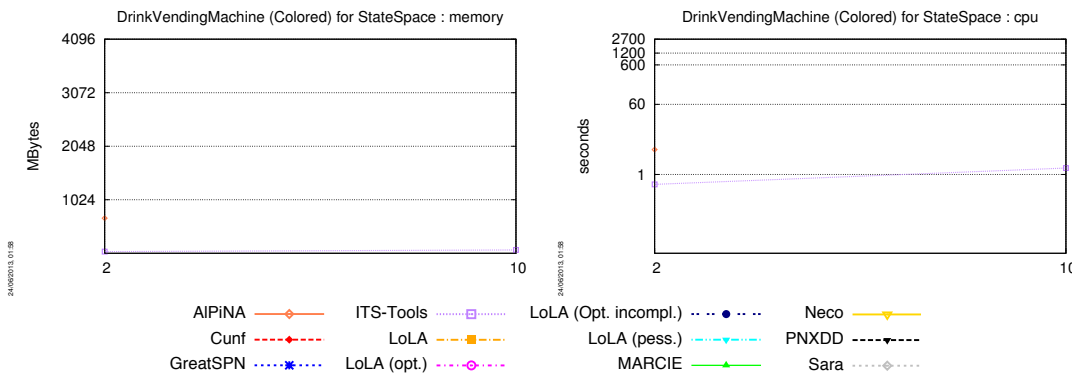 DrinkVendingMachine (Colored) for StateSpace : memory
4096
3072
2048
1024
MBytes
2
10
24/06/2013, 01:58
DrinkVendingMachine (Colored) for StateSpace : cpu
2700
1200
600
60
1
seconds
2
10
24/06/2013, 01:58
AlPiNA
ITS-Tools
LoLA (Opt. incompl.)
Neco
Cunf
LoLA
LoLA (pess.)
PNXDD
GreatSPN
LoLA (opt.)
MARCIE
Sara